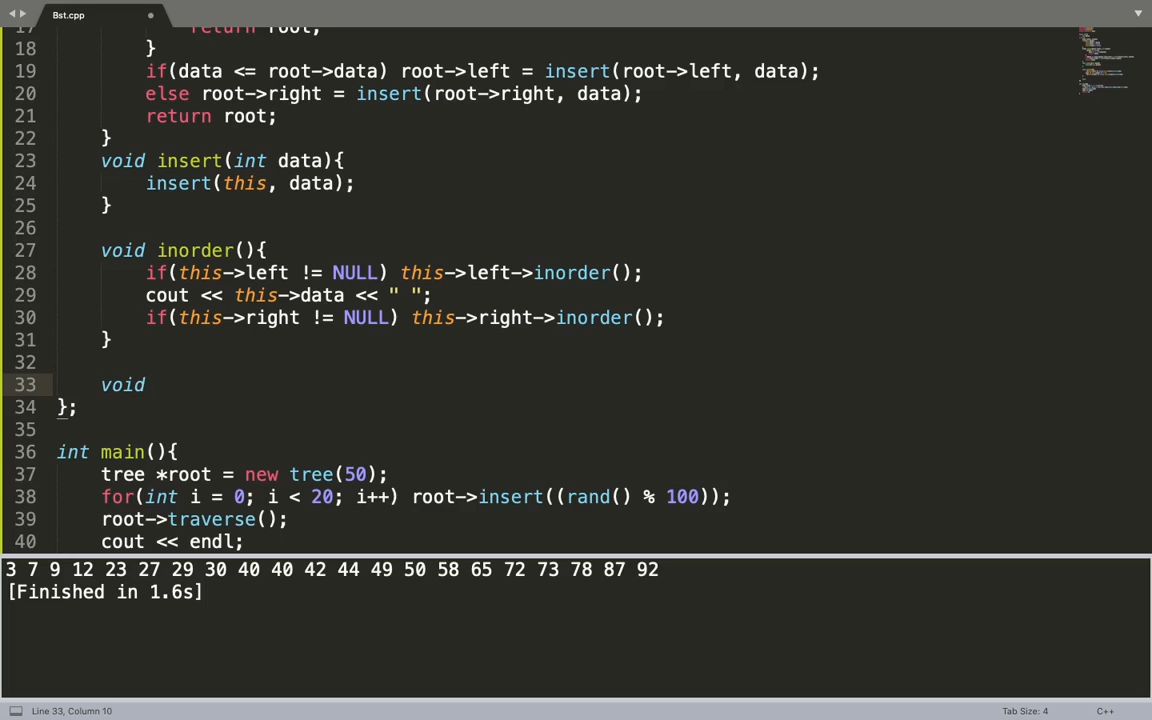 Bst.cpp
17 return root;
18 }
19 if(data <= root->data) root->left = insert(root->left, data);
20 else root->right = insert(root->right, data);
21 return root;
22 }
23 void insert(int data){
24 insert(this, data);
25 }
26
27 void inorder(){
28 if(this->left != NULL) this->left->inorder();
29 cout << this->data << " ";
30 if(this->right != NULL) this->right->inorder();
31 }
32
33 void
34 };
35
36 int main(){
37 tree *root = new tree(50);
38 for(int i = 0; i < 20; i++) root->insert((rand() % 100));
39 root->traverse();
40 cout << endl;
3 7 9 12 23 27 29 30 40 40 42 44 49 50 58 65 72 73 78 87 92
[Finished in 1.6s]
Line 33, Column 10 Tab Size: 4 C++